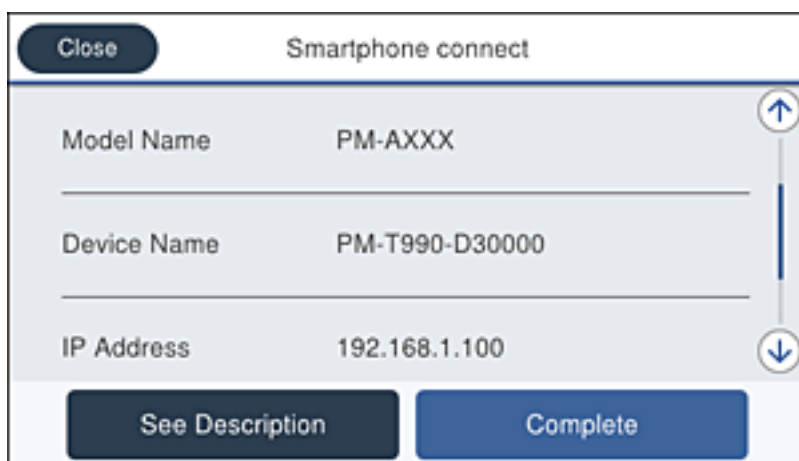 Close Smartphone connect
Model Name PM-AXXX
Device Name PM-T990-D30000
IP Address 192.168.1.100
See Description Complete